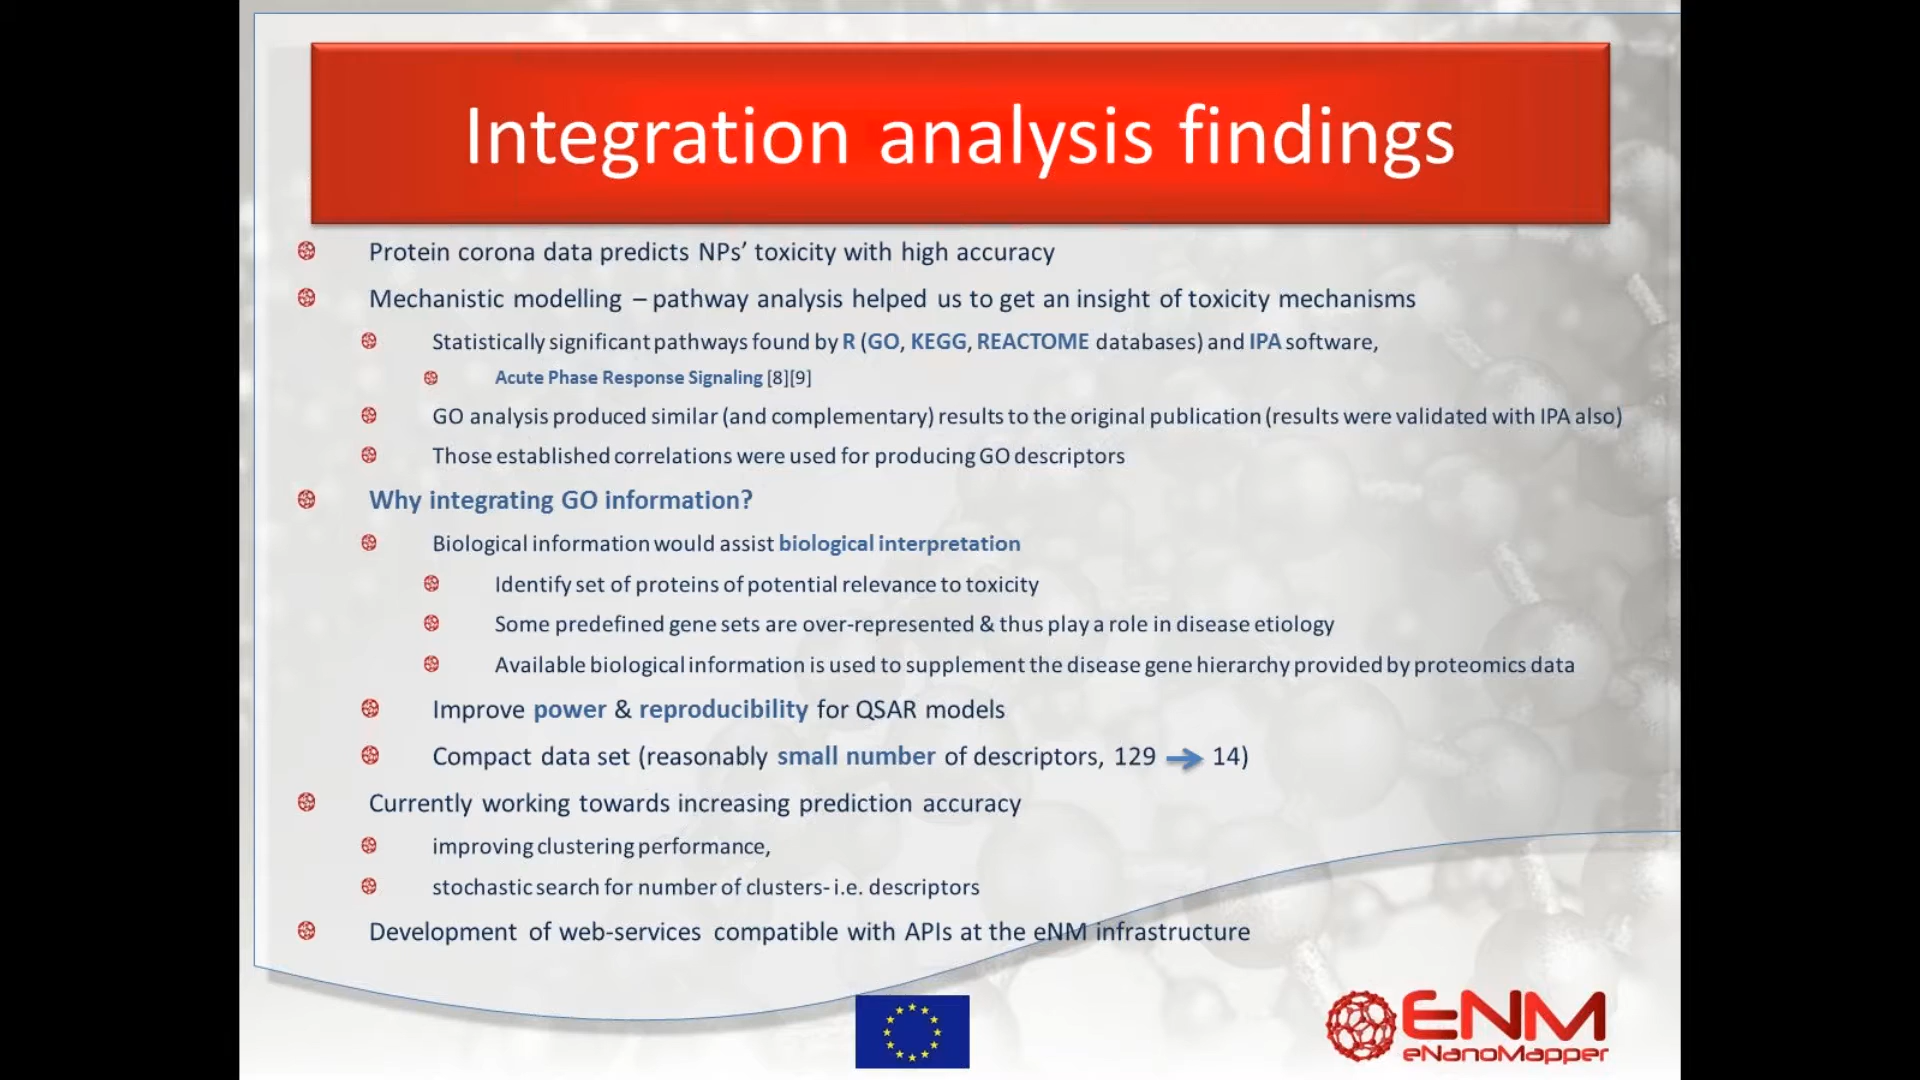 Integration analysis findings
Protein corona data predicts NPs’ toxicity with high accuracy
Mechanistic modelling – pathway analysis helped us to get an insight of toxicity mechanisms
Statistically significant pathways found by R (GO, KEGG, REACTOME databases) and IPA software,
Acute Phase Response Signaling [8][9]
GO analysis produced similar (and complementary) results to the original publication (results were validated with IPA also)
Those established correlations were used for producing GO descriptors
Why integrating GO information?
Biological information would assist biological interpretation
Identify set of proteins of potential relevance to toxicity
Some predefined gene sets are over-represented & thus play a role in disease etiology
Available biological information is used to supplement the disease gene hierarchy provided by proteomics data
Improve power & reproducibility for QSAR models
Compact data set (reasonably small number of descriptors, 129 → 14)
Currently working towards increasing prediction accuracy
improving clustering performance,
stochastic search for number of clusters- i.e. descriptors
Development of web-services compatible with APIs at the eNM infrastructure
ENM
eNanoMapper